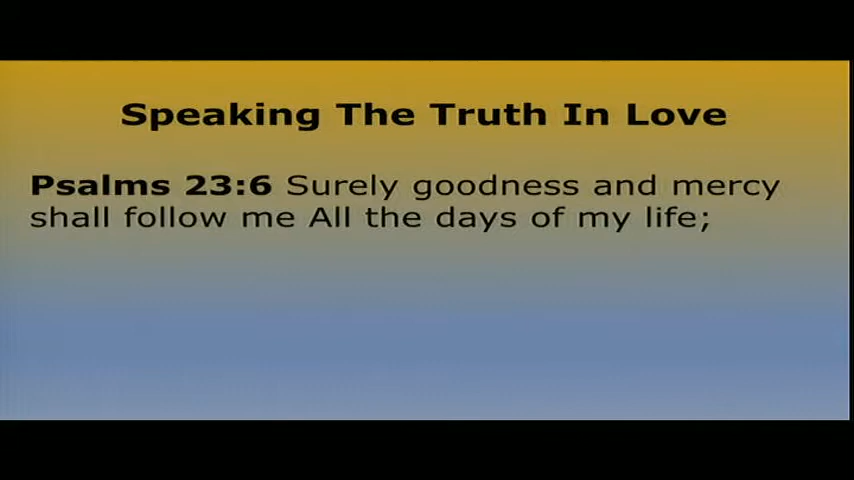 Speaking The Truth In Love
Psalms 23:6 Surely goodness and mercy
shall follow me All the days of my life;